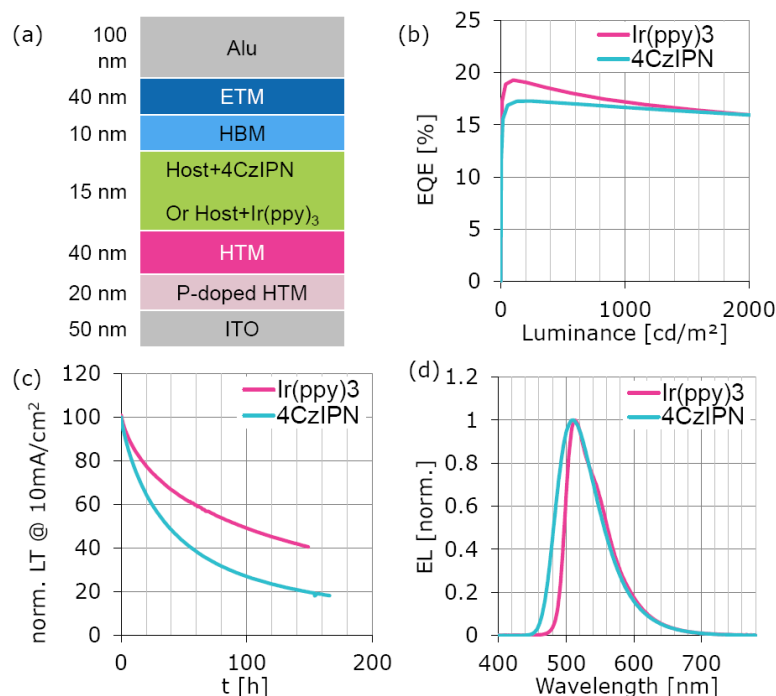 (a)
100
nm
Alu
40 nm
ETM
10 nm
HBM
15 nm
Host+4CzIPN
Or Host+Ir(ppy)₃
40 nm
HTM
20 nm
P-doped HTM
50 nm
ITO
(b)
Ir(ppy)3
4CzIPN
EQE [%]
25
20
15
10
5
0
0
1000
2000
Luminance [cd/m²]
(c)
Ir(ppy)3
4CzIPN
norm. LT @ 10mA/cm²
120
100
80
60
40
20
0
0
100
200
t [h]
(d)
Ir(ppy)3
4CzIPN
EL [norm.]
1.2
1
0.8
0.6
0.4
0.2
0
400
500
600
700
Wavelength [nm]